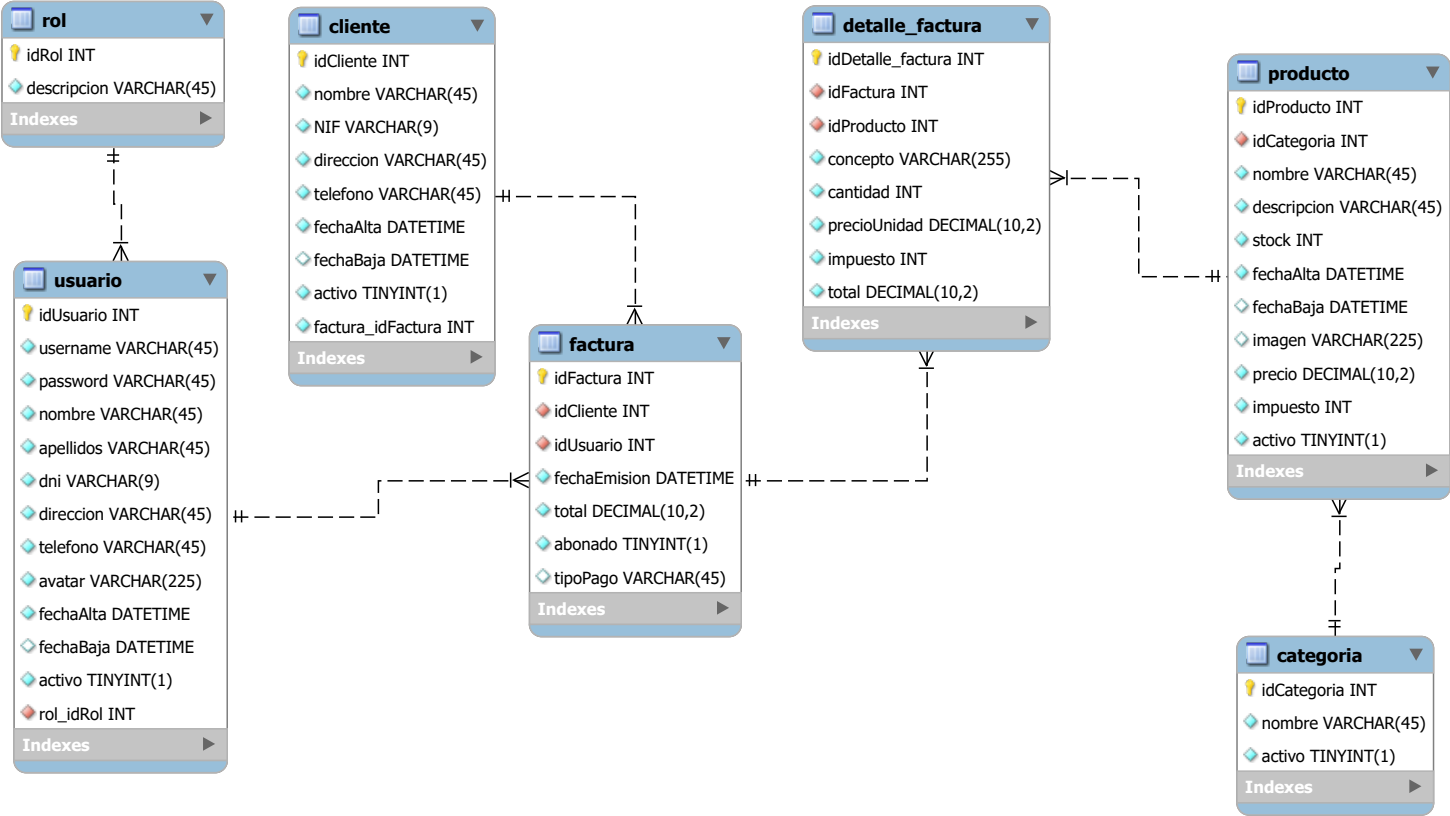 rol
idRol INT
descripcion VARCHAR(45)
Indexes
cliente
idCliente INT
nombre VARCHAR(45)
NIF VARCHAR(9)
direccion VARCHAR(45)
telefono VARCHAR(45)
fechaAlta DATETIME
fechaBaja DATETIME
activo TINYINT(1)
factura_idFactura INT
Indexes
detalle_factura
idDetalle_factura INT
idFactura INT
idProducto INT
concepto VARCHAR(255)
cantidad INT
precioUnidad DECIMAL(10,2)
impuesto INT
total DECIMAL(10,2)
Indexes
producto
idProducto INT
idCategoria INT
nombre VARCHAR(45)
descripcion VARCHAR(45)
stock INT
fechaAlta DATETIME
fechaBaja DATETIME
imagen VARCHAR(225)
precio DECIMAL(10,2)
impuesto INT
activo TINYINT(1)
Indexes
usuario
idUsuario INT
username VARCHAR(45)
password VARCHAR(45)
nombre VARCHAR(45)
apellidos VARCHAR(45)
dni VARCHAR(9)
direccion VARCHAR(45)
telefono VARCHAR(45)
avatar VARCHAR(225)
fechaAlta DATETIME
fechaBaja DATETIME
activo TINYINT(1)
rol_idRol INT
Indexes
factura
idFactura INT
idCliente INT
idUsuario INT
fechaEmision DATETIME
total DECIMAL(10,2)
abonado TINYINT(1)
tipoPago VARCHAR(45)
Indexes
categoria
idCategoria INT
nombre VARCHAR(45)
activo TINYINT(1)
Indexes